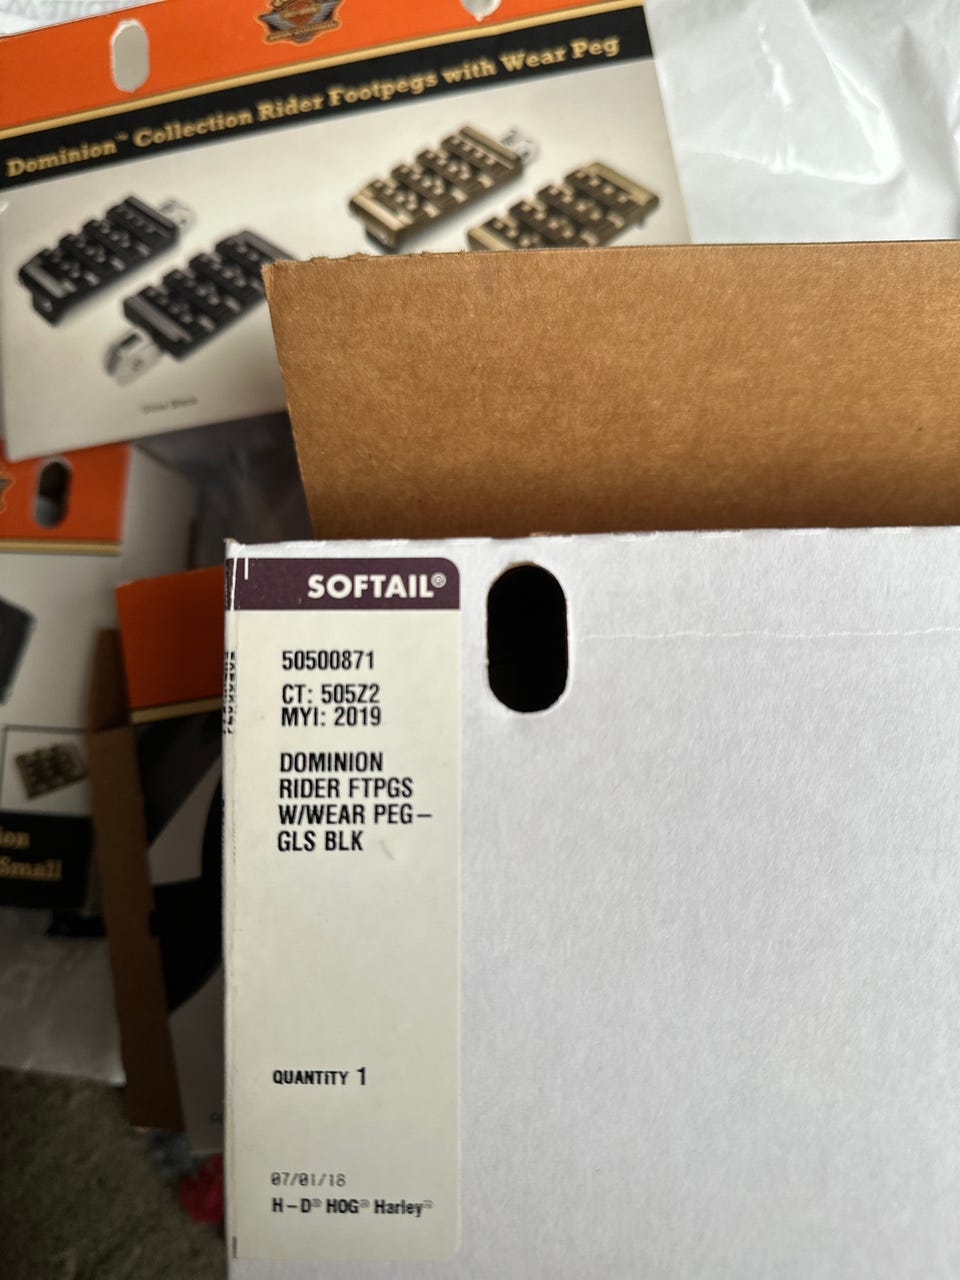 Dominion™ Collection Rider Footpegs with Wear Peg
SOFTAIL®
50500871
CT: 505Z2
MYI: 2019
DOMINION
RIDER FTPGS
W/WEAR PEG–
GLS BLK
Small
QUANTITY 1
07/01/18
H–D® HOG® Harley®